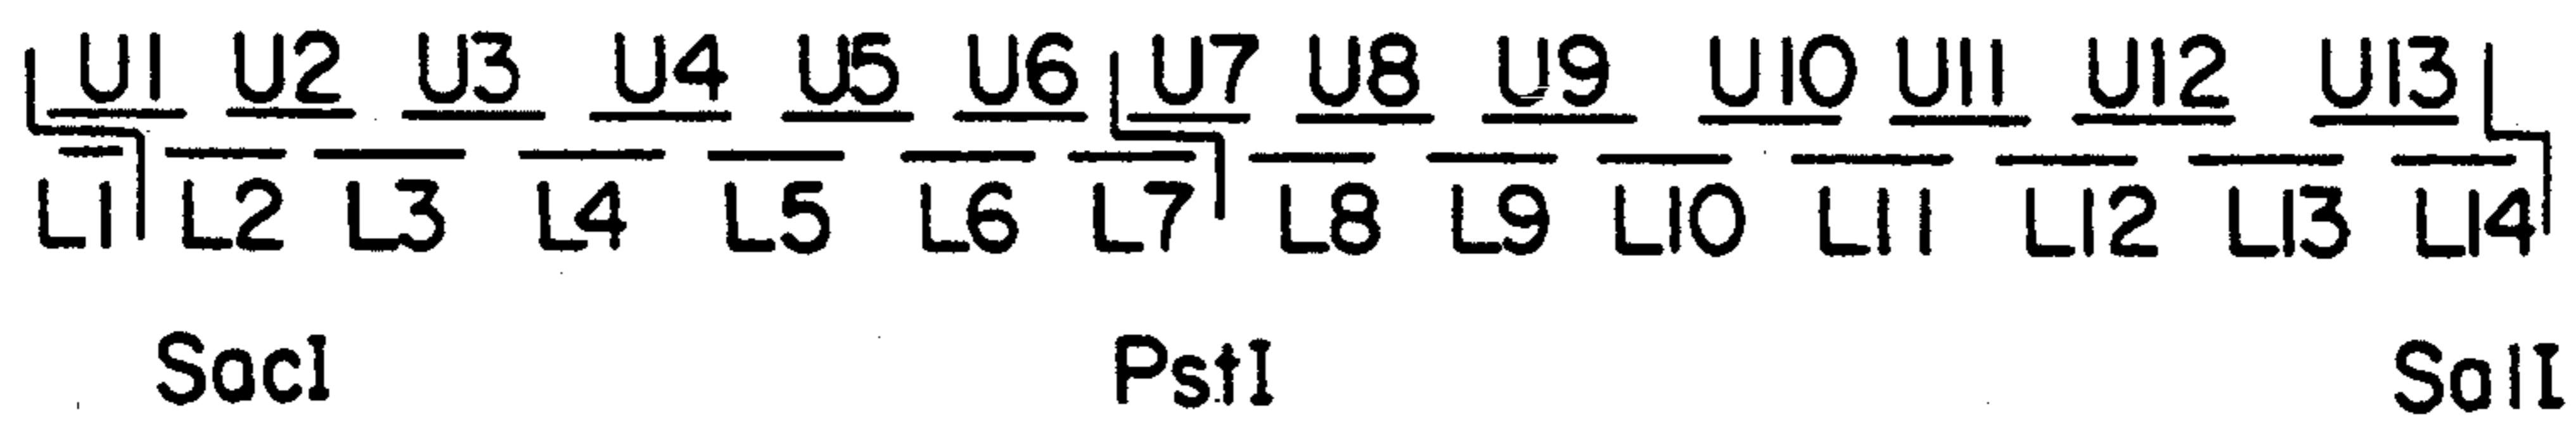 U1 U2 U3 U4 U5 U6 U7 U8 U9 U10 U11 U12 U13
L1 L2 L3 L4 L5 L6 L7 L8 L9 L10 L11 L12 L13 L14
SacI PstI SalI